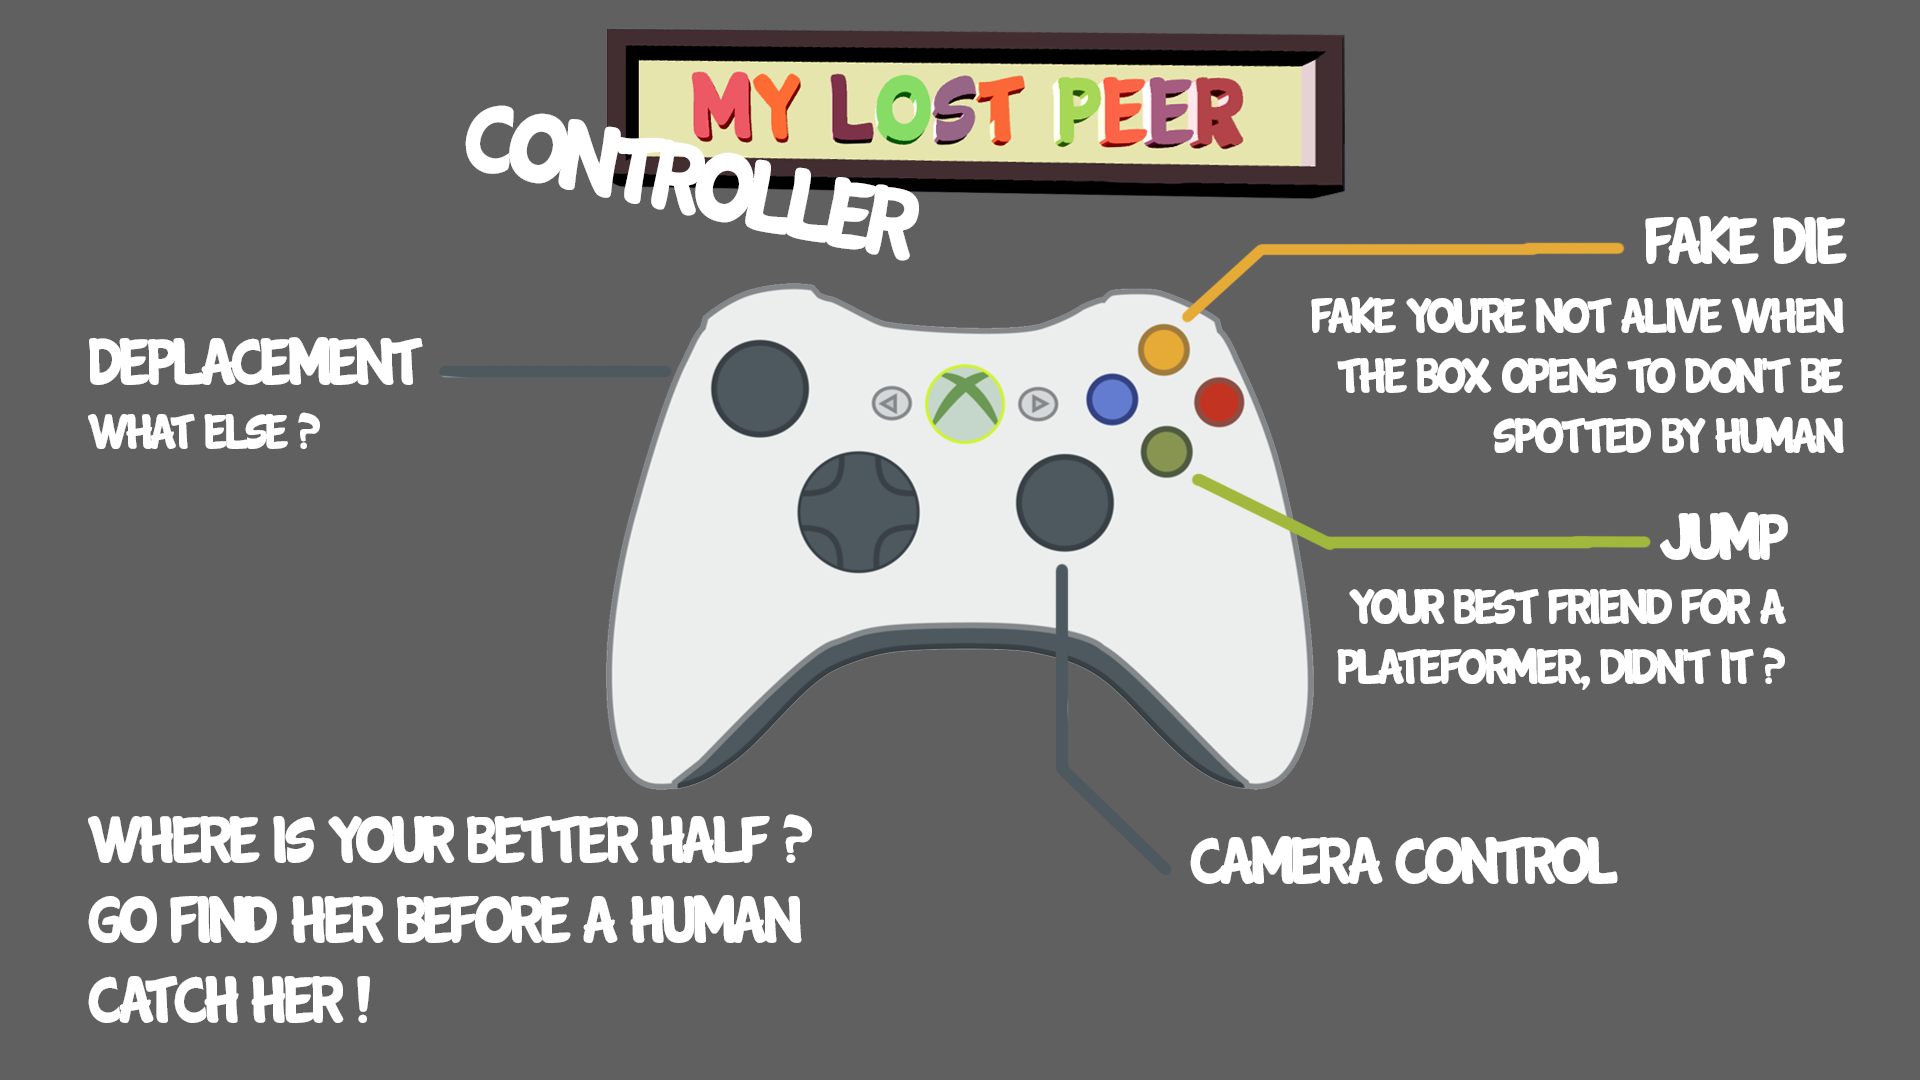 MY LOST PEER
CONTROLLER
FAKE DIE
FAKE YOU'RE NOT ALIVE WHEN
THE BOX OPENS TO DON'T BE
SPOTTED BY HUMAN
DEPLACEMENT
WHAT ELSE ?
JUMP
YOUR BEST FRIEND FOR A
PLATEFORMER, DIDN'T IT ?
CAMERA CONTROL
WHERE IS YOUR BETTER HALF ?
GO FIND HER BEFORE A HUMAN
CATCH HER !